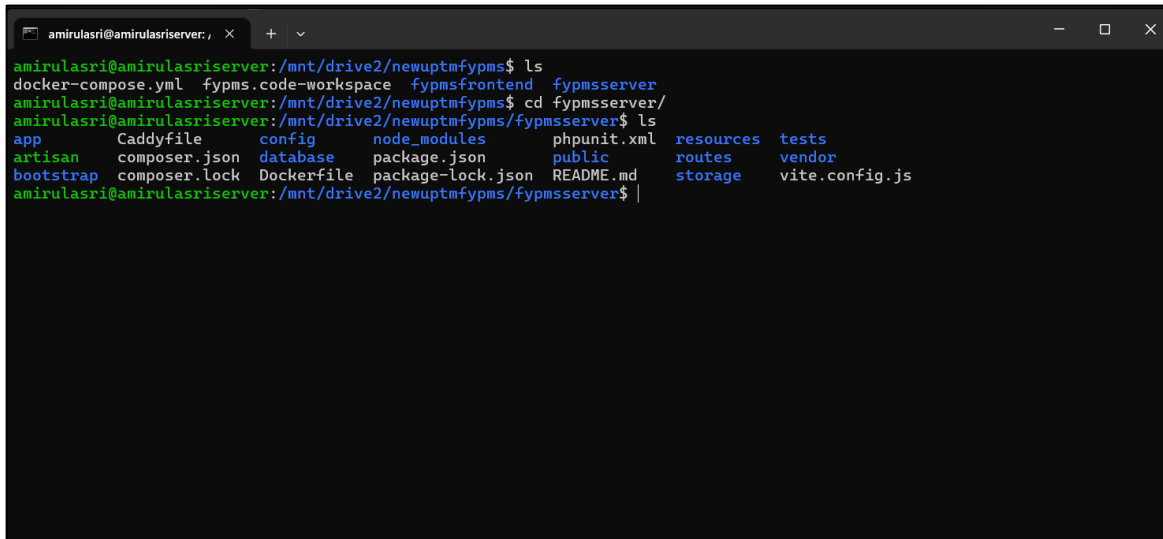 amirulasri@amirulasriserver: /
amirulasri@amirulasriserver:/mnt/drive2/newuptmfypms$ ls
docker-compose.yml  fypms.code-workspace  fypmsfrontend  fypmsserver
amirulasri@amirulasriserver:/mnt/drive2/newuptmfypms$ cd fypmsserver/
amirulasri@amirulasriserver:/mnt/drive2/newuptmfypms/fypmsserver$ ls
app        Caddyfile      config      node_modules       phpunit.xml  resources  tests
artisan    composer.json  database    package.json       public       routes     vendor
bootstrap  composer.lock  Dockerfile  package-lock.json  README.md    storage    vite.config.js
amirulasri@amirulasriserver:/mnt/drive2/newuptmfypms/fypmsserver$